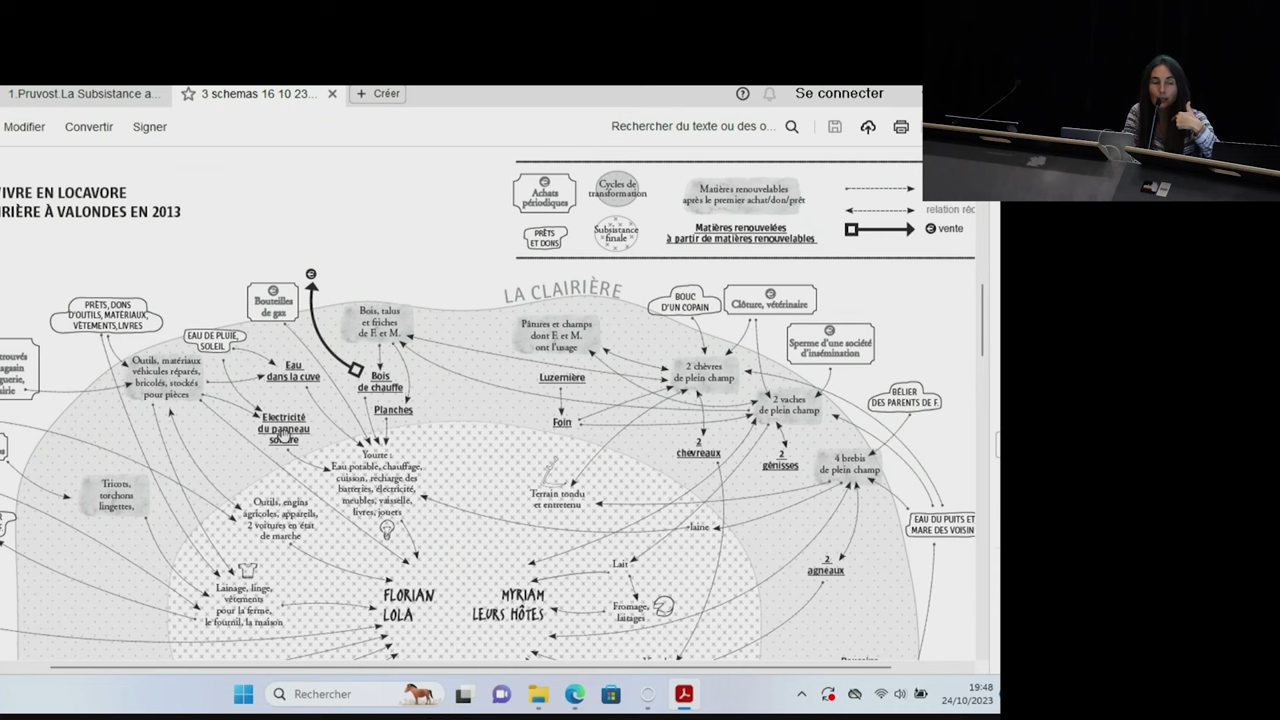 1.Pruvost.La Subsistance a...
3 schemas 16 10 23...
Créer
Se connecter
Modifier
Convertir
Signer
Rechercher du texte ou des o...
IVRE EN LOCAVORE
IRIÈRE À VALONDES EN 2013
Achats
périodiques
Cycles de
transformation
Matières renouvelables
après le premier achat/don/prêt
PRÊTS
ET DONS
Subsistance
finale
Matières renouvelées
à partir de matières renouvelables
relation réc
vente
LA CLAIRIÈRE
PRÊTS, DONS
D'OUTILS, MATÉRIAUX,
VÊTEMENTS, LIVRES
Bouteilles
de gaz
EAU DE PLUIE,
SOLEIL
Bois, talus
et friches
de F. et M.
Pâtures et champs
dont F. et M.
ont l'usage
BOUC
D'UN COPAIN
Clôture, vétérinaire
Sperme d'une société
d'insémination
BÉLIER
DES PARENTS DE F.
Outils, matériaux
véhicules réparés,
bricolés, stockés
pour pièces
Eau
dans la cuve
Bois
de chauffe
Planches
Electricité
du panneau
Luzernière
Foin
2 chèvres
de plein champ
2 vaches
de plein champ
2
chevreaux
2
génisses
4 brebis
de plein champ
Tricots,
torchons
lingettes,
Yourte :
Eau potable, chauffage,
cuisson, recharge des
batteries, électricité,
meubles, vaisselle,
livres, jouets
Outils, engins
agricoles, appareils,
2 voitures en état
de marche
Terrain tondu
et entretenu
laine
EAU DU PUITS ET
MARE DES VOISIN
2
agneaux
Lait
Lainage, linge,
vêtements
pour la ferme,
le fournil, la maison
FLORIAN
LOLA
MYRIAM
LEURS HÔTES
Fromage,
laitages
Rechercher
19:48
24/10/2023